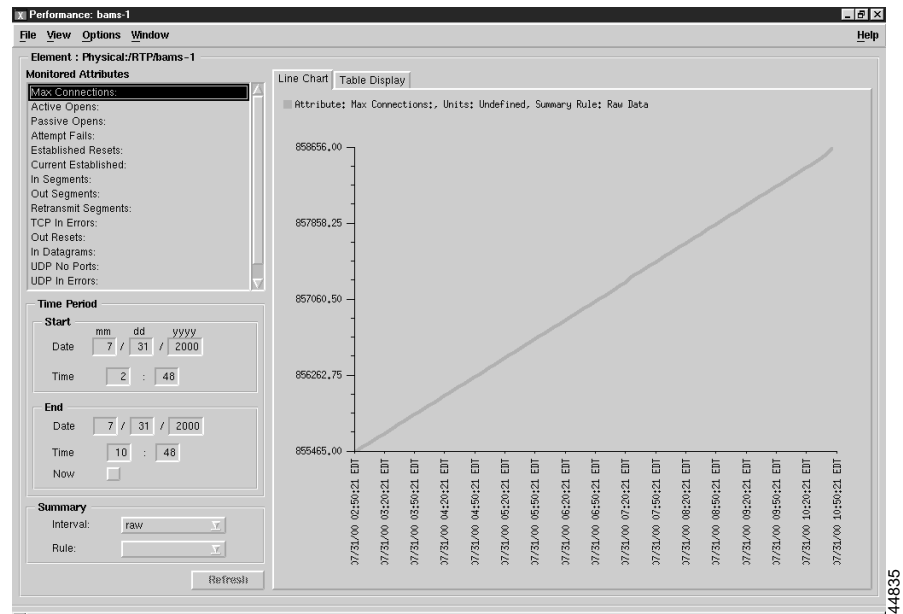 X Performance: bams-1
File View Options Window Help
Element : Physical:/RTP/bams-1
Monitored Attributes
Max Connections:
Active Opens:
Passive Opens:
Attempt Fails:
Established Resets:
Current Established:
In Segments:
Out Segments:
Retransmit Segments:
TCP In Errors:
Out Resets:
In Datagrams:
UDP No Ports:
UDP In Errors:
Time Period
Start
mm dd yyyy
Date 7 / 31 / 2000
Time 2 : 48
End
Date 7 / 31 / 2000
Time 10 : 48
Now
Summary
Interval: raw
Rule:
Refresh
Line Chart Table Display
Attribute: Max Connections:, Units: Undefined, Summary Rule: Raw Data
858656,00
857858,25
857060,50
856262,75
855465,00
07/31/00 02:50:21 EDT
07/31/00 03:20:21 EDT
07/31/00 03:50:21 EDT
07/31/00 04:20:21 EDT
07/31/00 04:50:21 EDT
07/31/00 05:20:21 EDT
07/31/00 05:50:21 EDT
07/31/00 06:20:21 EDT
07/31/00 06:50:21 EDT
07/31/00 07:20:21 EDT
07/31/00 07:50:21 EDT
07/31/00 08:20:21 EDT
07/31/00 08:50:21 EDT
07/31/00 09:20:21 EDT
07/31/00 09:50:21 EDT
07/31/00 10:20:21 EDT
07/31/00 10:50:21 EDT
44835